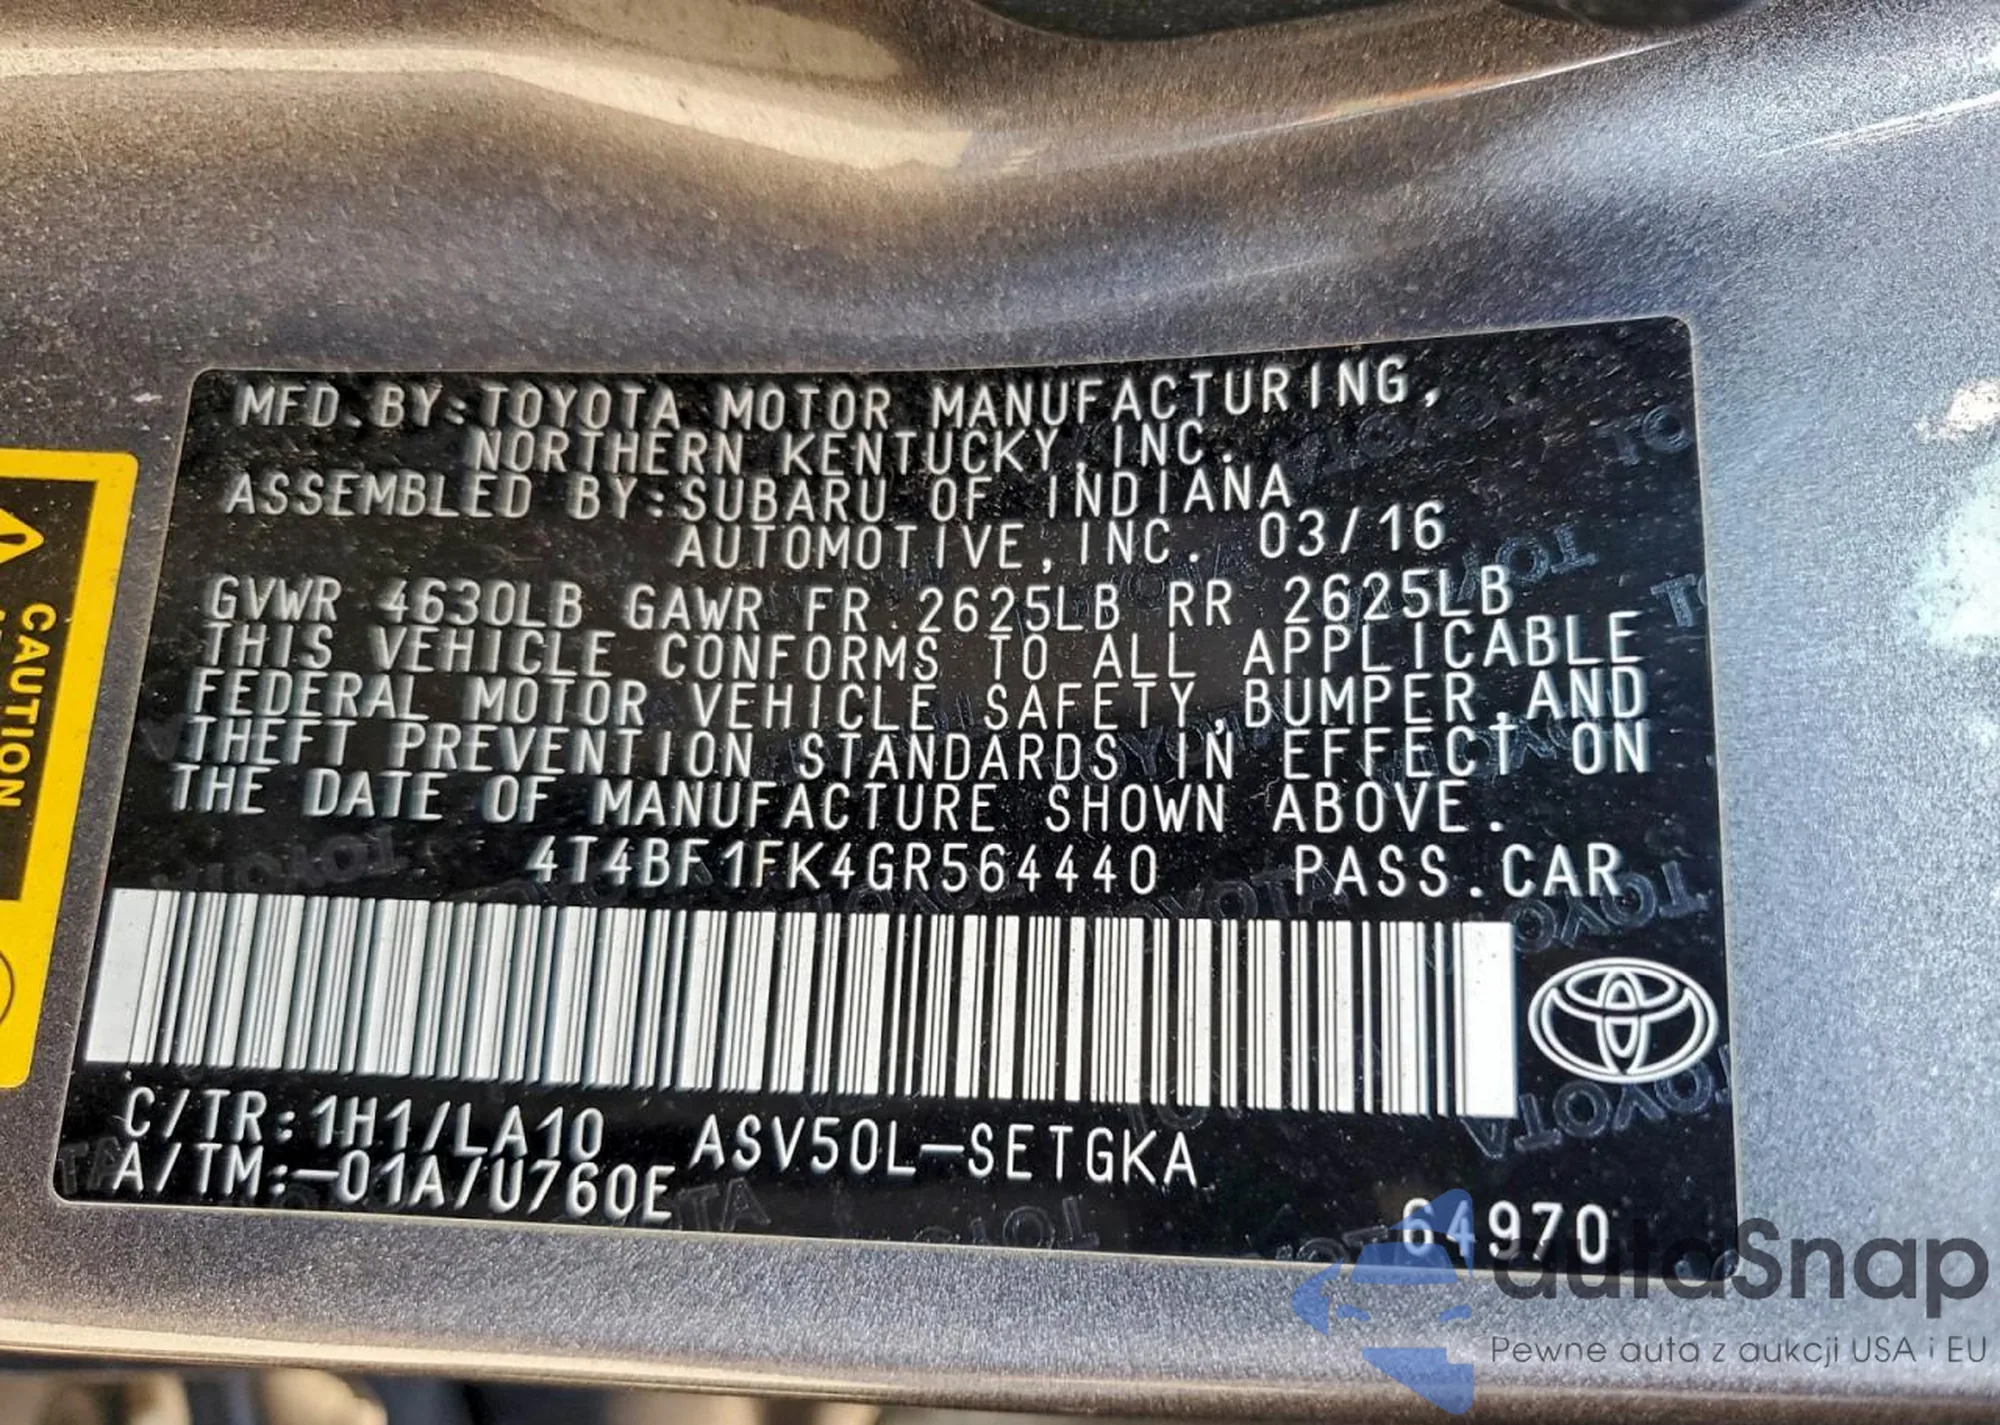 MFD.BY:TOYOTA MOTOR MANUFACTURING,
NORTHERN KENTUCKY,INC.
ASSEMBLED BY:SUBARU OF INDIANA
AUTOMOTIVE,INC. 03/16
GVWR 4630LB GAWR FR.2625LB RR 2625LB
THIS VEHICLE CONFORMS TO ALL APPLICABLE
FEDERAL MOTOR VEHICLE SAFETY,BUMPER,AND
THEFT PREVENTION STANDARDS IN EFFECT ON
THE DATE OF MANUFACTURE SHOWN ABOVE.
4T4BF1FK4GR564440 PASS.CAR
C/TR:1H1/LA10 ASV50L-SETGKA
A/TM:-01A/U760E
64970
CAUTION
autoSnap
Pewne auta z aukcji USA i EU